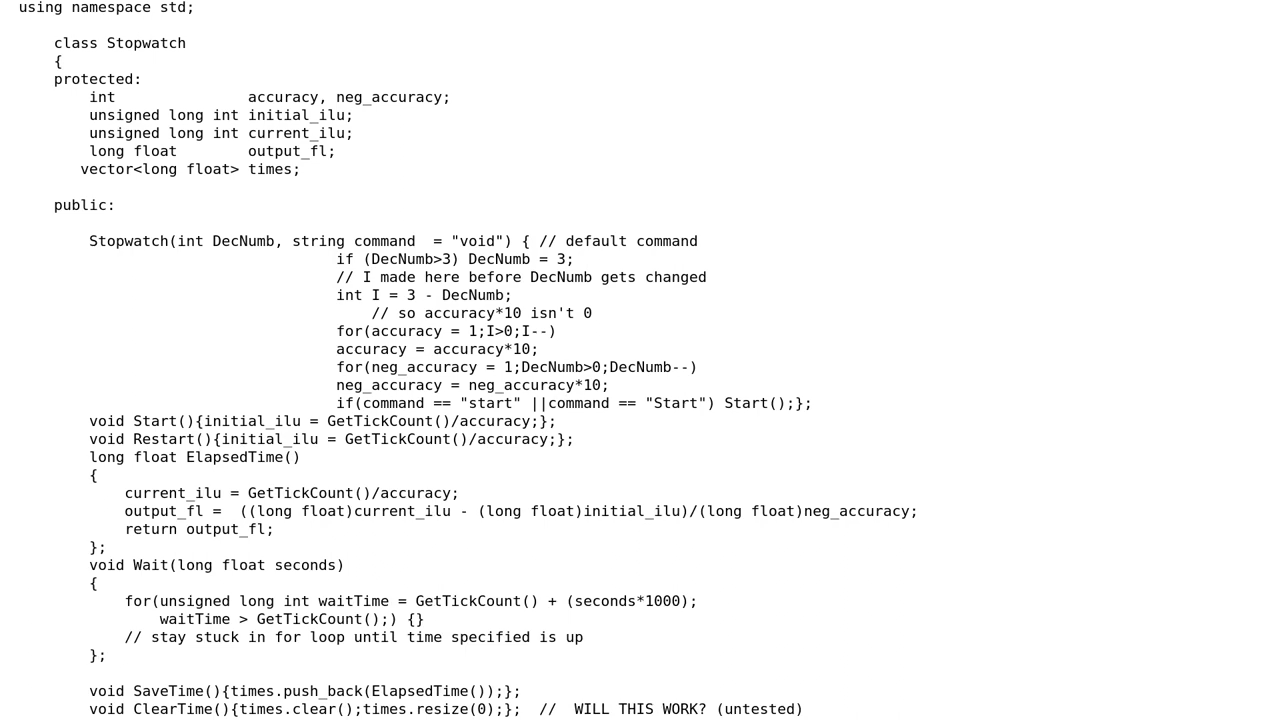 using namespace std;
class Stopwatch
{
protected:
int accuracy, neg_accuracy;
unsigned long int initial_ilu;
unsigned long int current_ilu;
long float output_fl;
vector<long float> times;
public:
Stopwatch(int DecNumb, string command  = "void") { // default command
if (DecNumb>3) DecNumb = 3;
// I made here before DecNumb gets changed
int I = 3 - DecNumb;
// so accuracy*10 isn't 0
for(accuracy = 1;I>0;I--)
accuracy = accuracy*10;
for(neg_accuracy = 1;DecNumb>0;DecNumb--)
neg_accuracy = neg_accuracy*10;
if(command == "start" ||command == "Start") Start();};
void Start(){initial_ilu = GetTickCount()/accuracy;};
void Restart(){initial_ilu = GetTickCount()/accuracy;};
long float ElapsedTime()
{
current_ilu = GetTickCount()/accuracy;
output_fl =  ((long float)current_ilu - (long float)initial_ilu)/(long float)neg_accuracy;
return output_fl;
};
void Wait(long float seconds)
{
for(unsigned long int waitTime = GetTickCount() + (seconds*1000);
waitTime > GetTickCount();) {}
// stay stuck in for loop until time specified is up
};
void SaveTime(){times.push_back(ElapsedTime());};
void ClearTime(){times.clear();times.resize(0);};  //  WILL THIS WORK? (untested)